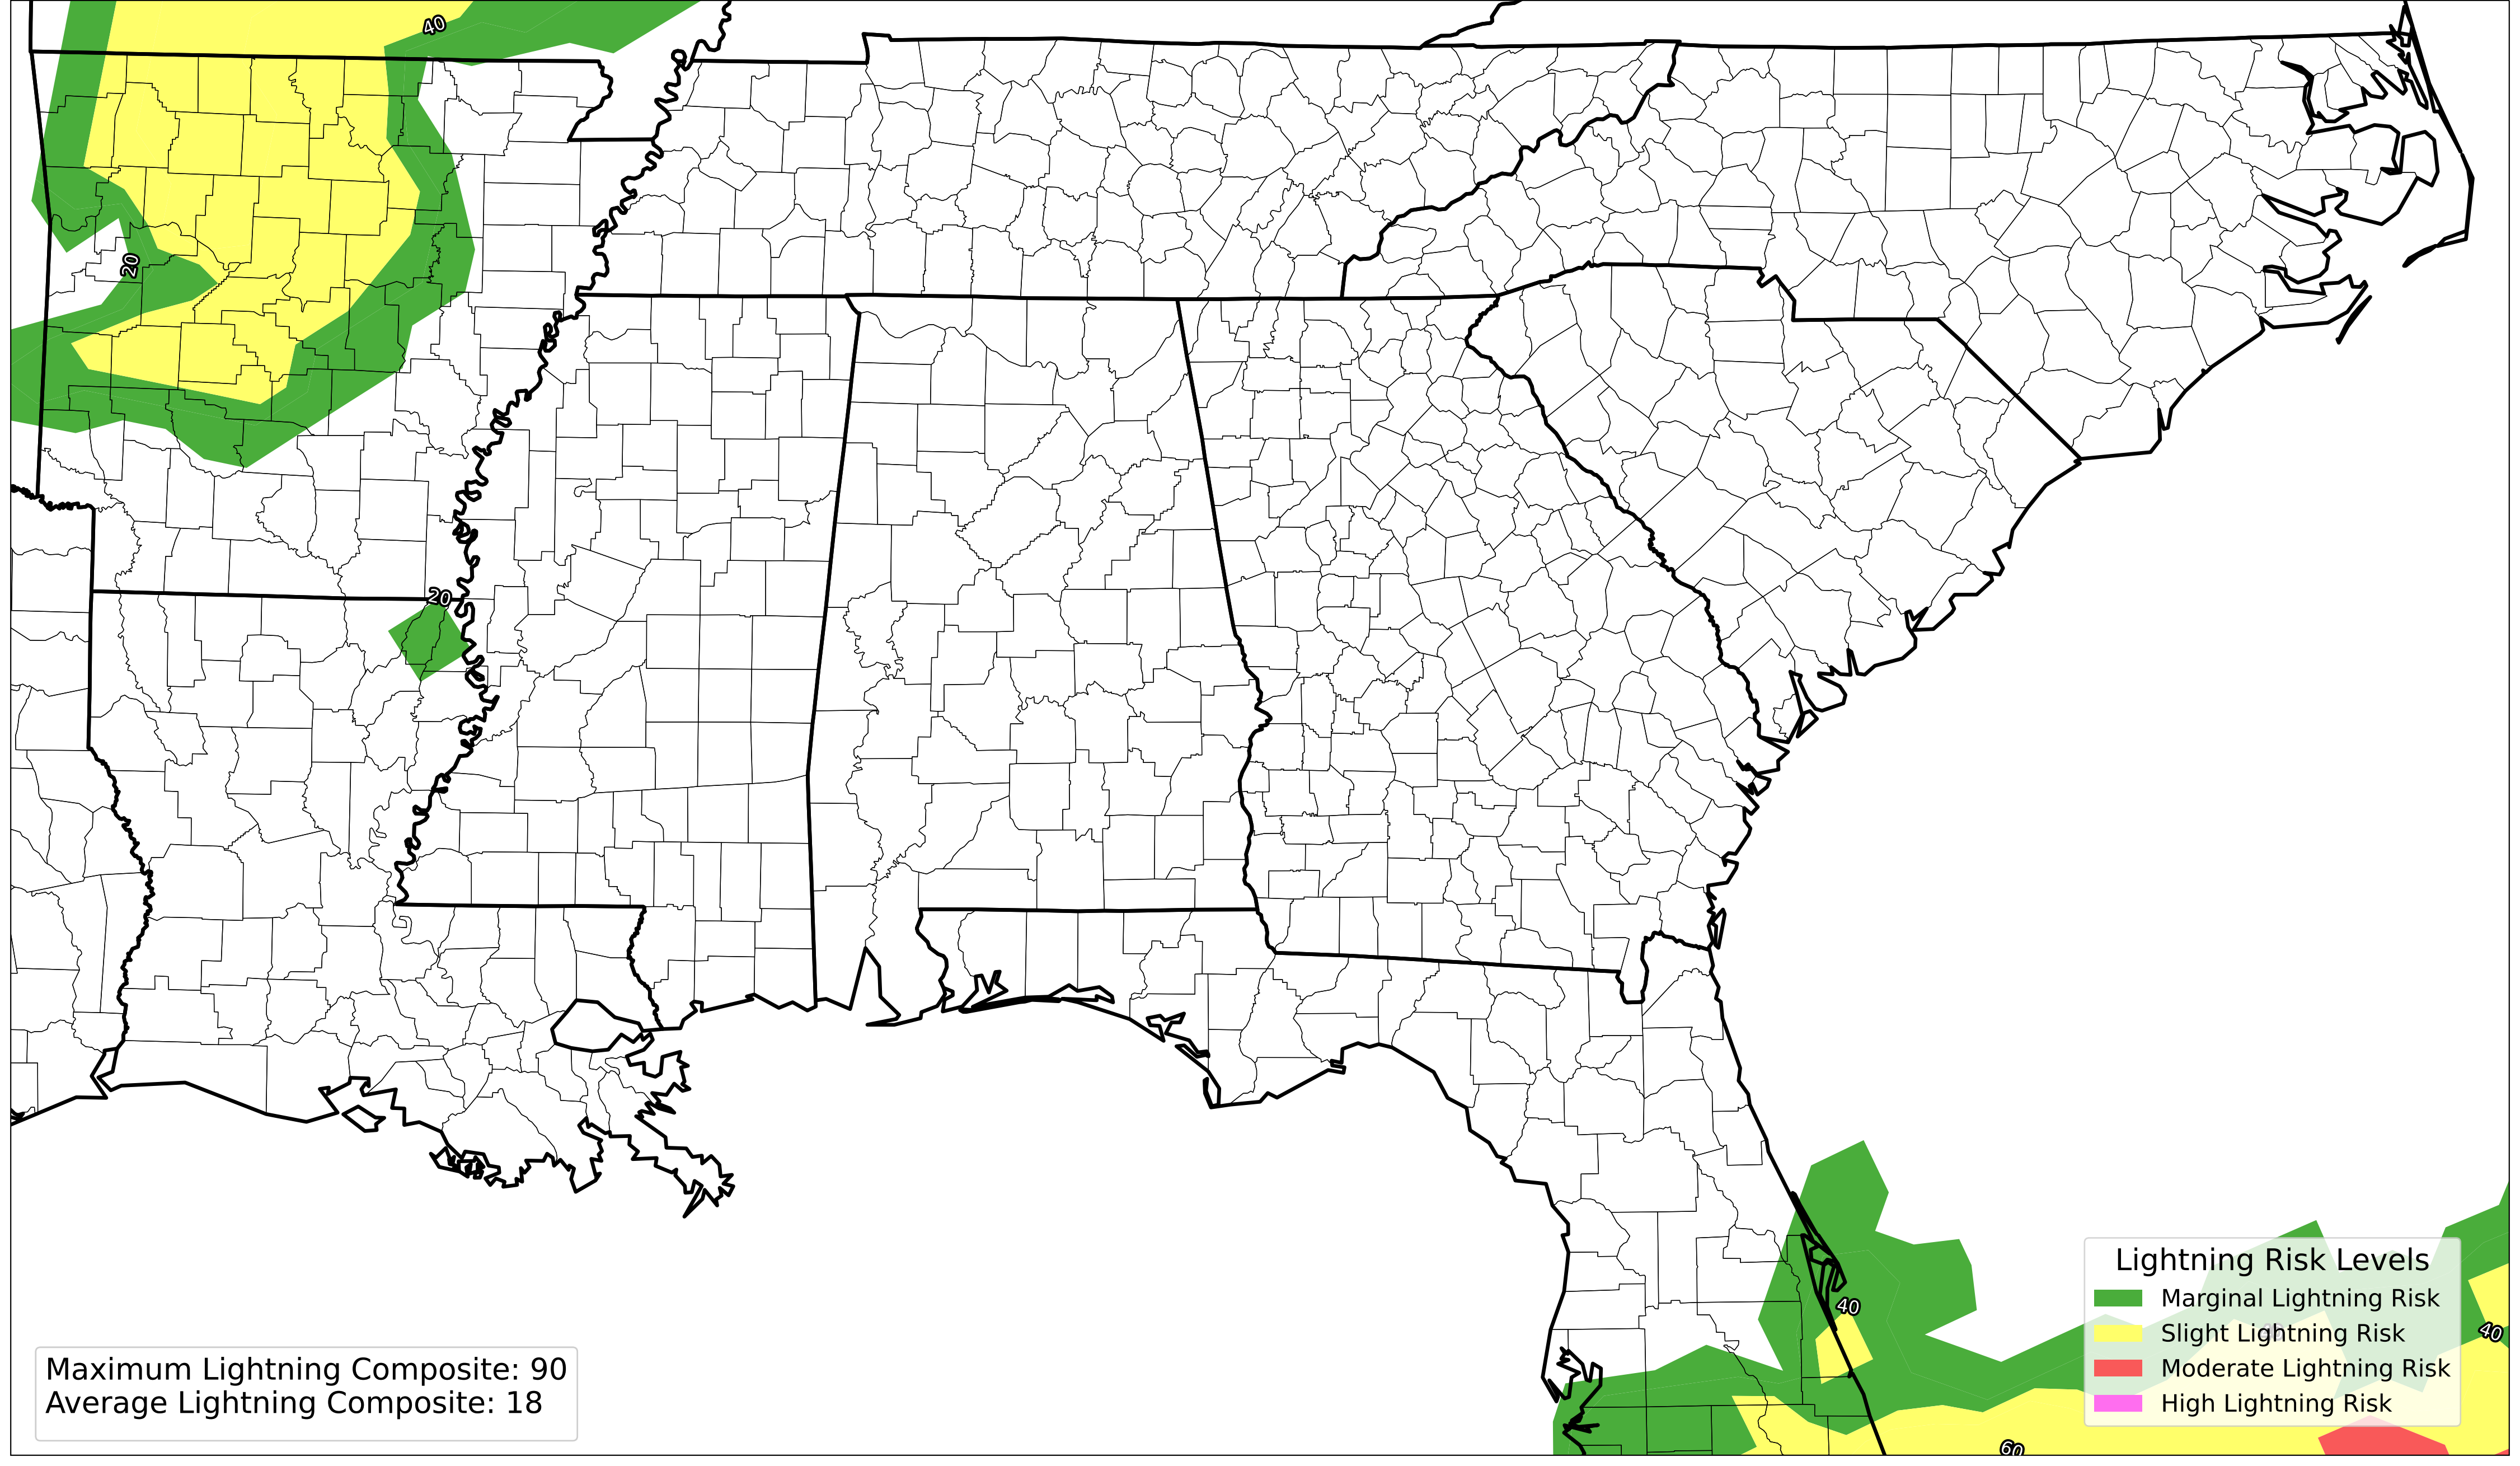 40
20
20
40
40
60
Lightning Risk Levels
Marginal Lightning Risk
Slight Lightning Risk
Moderate Lightning Risk
High Lightning Risk
Maximum Lightning Composite: 90
Average Lightning Composite: 18